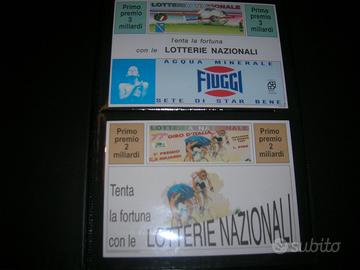 Primo
premio
3
miliardi
LOTTERIE NAZIONALI
Primo
premio
3
miliardi
tenta la fortuna
con le LOTTERIE NAZIONALI
ACQUA MINERALE
FIUGGI
SETE DI STAR BENE
Primo
premio
2
miliardi
LOTTERIA NAZIONALE
GIRO D'ITALIA
Primo
premio
2
miliardi
Tenta
la fortuna
con le LOTTERIE NAZIONALI
subito